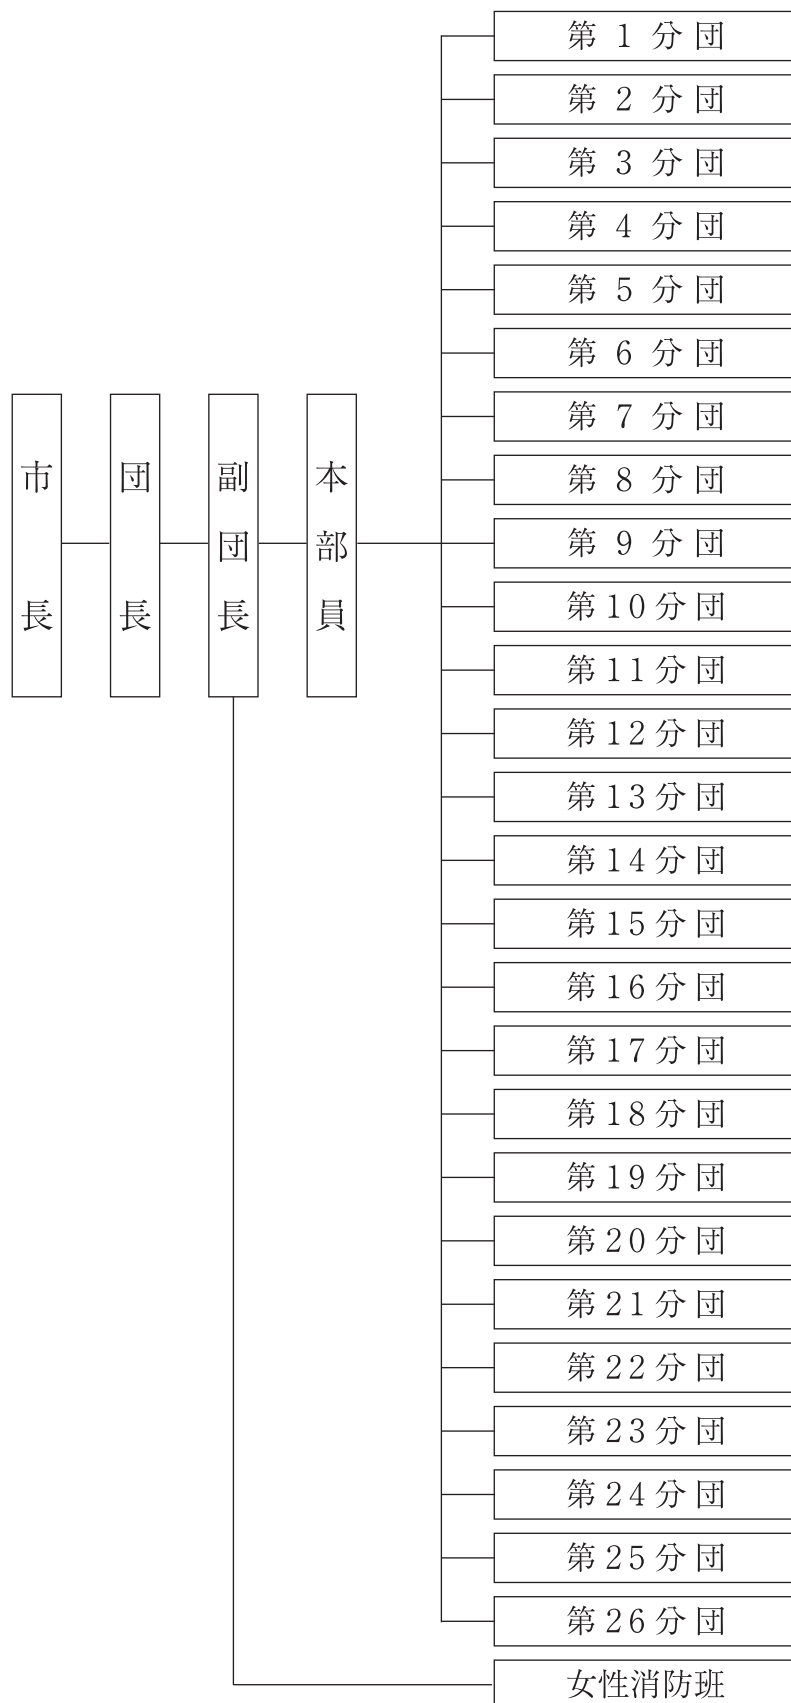 市長
団長
副団長
本部員
第1分団
第2分団
第3分団
第4分団
第5分団
第6分団
第7分団
第8分団
第9分団
第10分団
第11分団
第12分団
第13分団
第14分団
第15分団
第16分団
第17分団
第18分団
第19分団
第20分団
第21分団
第22分団
第23分団
第24分団
第25分団
第26分団
女性消防班